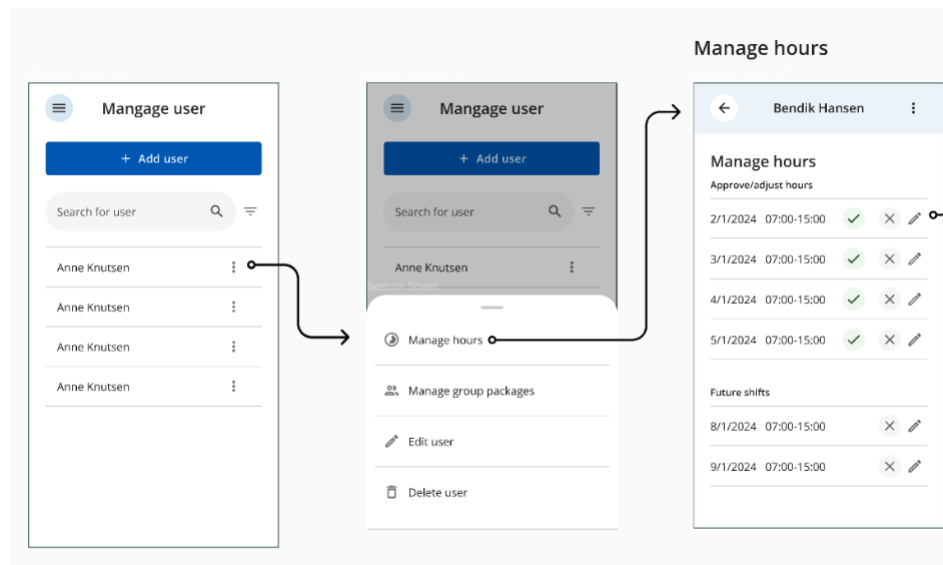 Manage hours
Mangage user
+ Add user
Search for user
Anne Knutsen
Anne Knutsen
Anne Knutsen
Anne Knutsen
Mangage user
+ Add user
Search for user
Anne Knutsen
Bottom Sheet
Manage hours
Manage group packages
Edit user
Delete user
Bendik Hansen
Manage hours
Approve/adjust hours
2/1/2024 07:00-15:00
3/1/2024 07:00-15:00
4/1/2024 07:00-15:00
5/1/2024 07:00-15:00
Future shifts
8/1/2024 07:00-15:00
9/1/2024 07:00-15:00